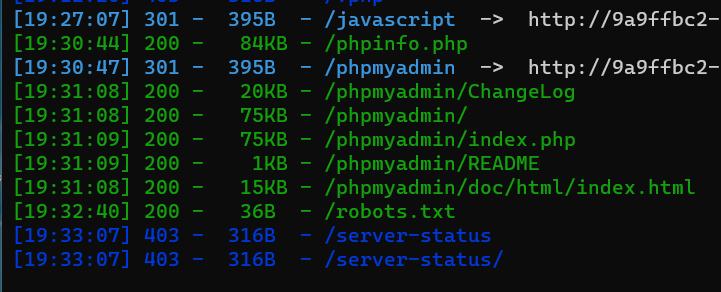 [19:27:07] 301 - 395B - /javascript -> http://9a9ffbc2-
[19:30:44] 200 - 84KB - /phpinfo.php
[19:30:47] 301 - 395B - /phpmyadmin -> http://9a9ffbc2-
[19:31:08] 200 - 20KB - /phpmyadmin/ChangeLog
[19:31:08] 200 - 75KB - /phpmyadmin/
[19:31:09] 200 - 75KB - /phpmyadmin/index.php
[19:31:09] 200 - 1KB - /phpmyadmin/README
[19:31:08] 200 - 15KB - /phpmyadmin/doc/html/index.html
[19:32:40] 200 - 36B - /robots.txt
[19:33:07] 403 - 316B - /server-status
[19:33:07] 403 - 316B - /server-status/